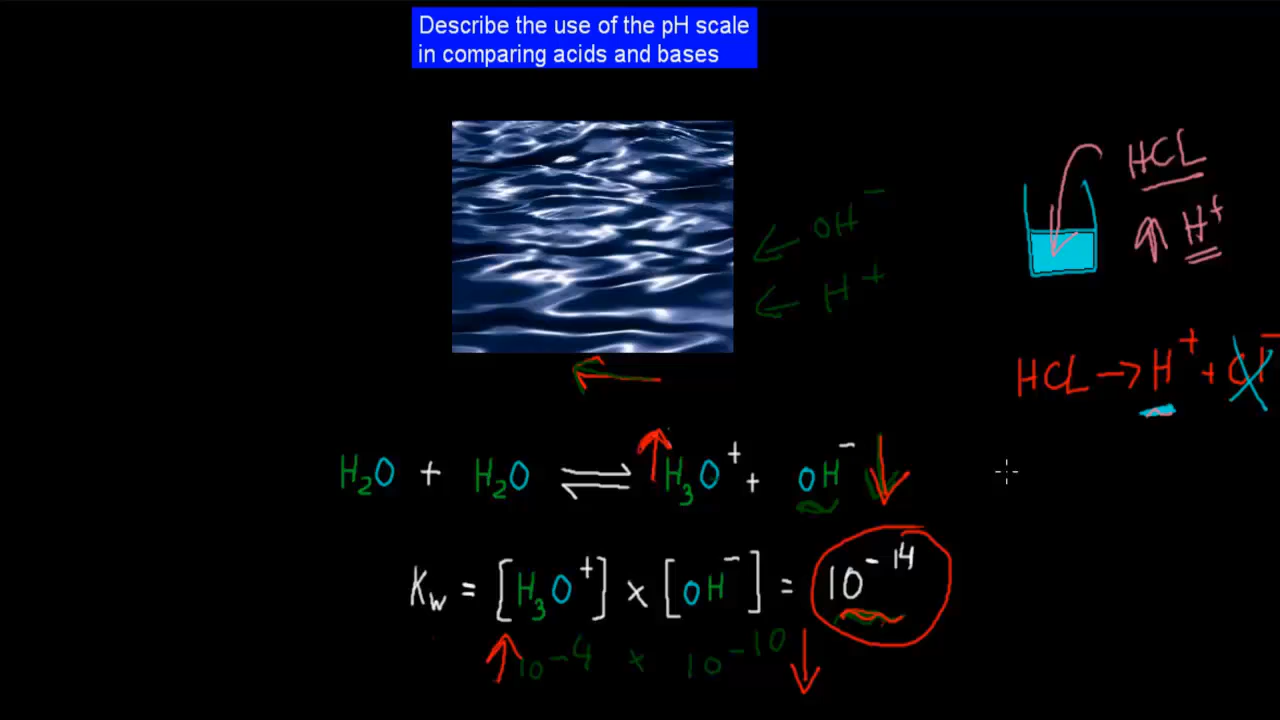 Describe the use of the pH scale
in comparing acids and bases
HCL
H⁺
OH⁻
H⁺
HCL → H⁺ + Cl⁻
H₂O + H₂O ⇌ H₃O⁺ + OH⁻
Kw = [H₃O⁺] x [OH⁻] = 10⁻¹⁴
10⁻⁴ x 10⁻¹⁰